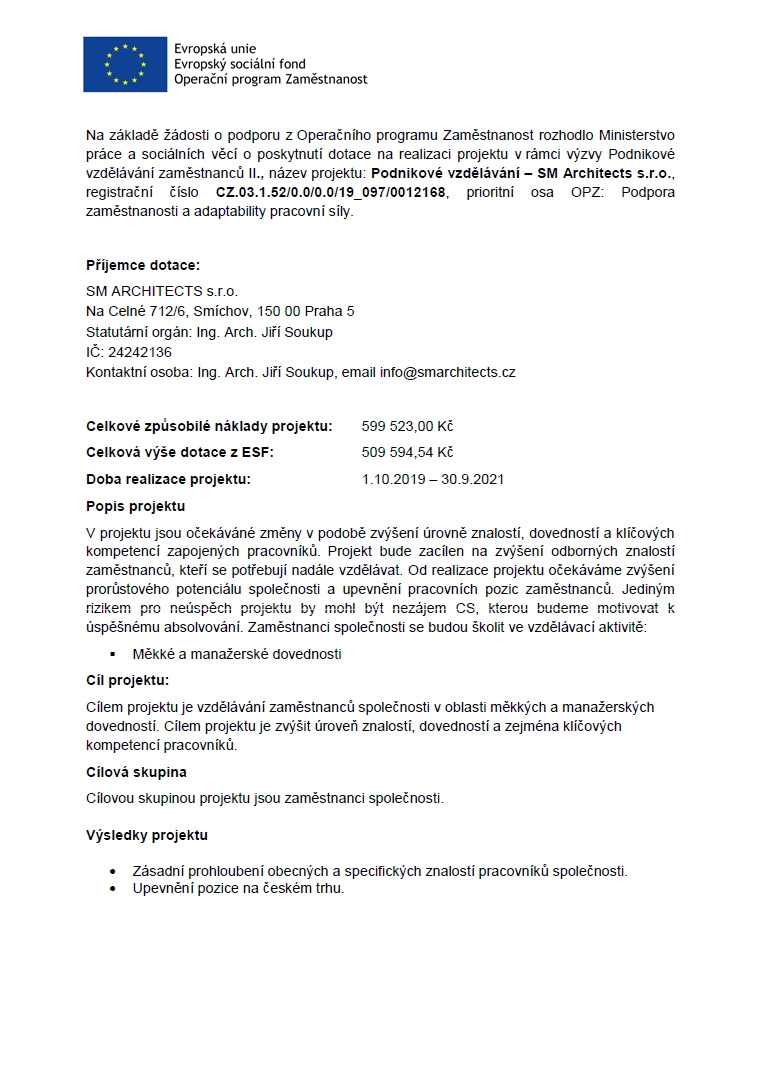 Evropská unie
Evropský sociální fond
Operační program Zaměstnanost
Na základě žádosti o podporu z Operačního programu Zaměstnanost rozhodlo Ministerstvo
práce a sociálních věcí o poskytnutí dotace na realizaci projektu v rámci výzvy Podnikové
vzdělávání zaměstnanců II., název projektu: Podnikové vzdělávání – SM Architects s.r.o.,
registrační číslo CZ.03.1.52/0.0/0.0/19_097/0012168, prioritní osa OPZ: Podpora
zaměstnanosti a adaptability pracovní síly.
Příjemce dotace:
SM ARCHITECTS s.r.o.
Na Celné 712/6, Smíchov, 150 00 Praha 5
Statutární orgán: Ing. Arch. Jiří Soukup
IČ: 24242136
Kontaktní osoba: Ing. Arch. Jiří Soukup, email info@smarchitects.cz
Celkové způsobilé náklady projektu: 599 523,00 Kč
Celková výše dotace z ESF: 509 594,54 Kč
Doba realizace projektu: 1.10.2019 – 30.9.2021
Popis projektu
V projektu jsou očekáváné změny v podobě zvýšení úrovně znalostí, dovedností a klíčových
kompetencí zapojených pracovníků. Projekt bude zacílen na zvýšení odborných znalostí
zaměstnanců, kteří se potřebují nadále vzdělávat. Od realizace projektu očekáváme zvýšení
prorůstového potenciálu společnosti a upevnění pracovních pozic zaměstnanců. Jediným
rizikem pro neúspěch projektu by mohl být nezájem CS, kterou budeme motivovat k
úspěšnému absolvování. Zaměstnanci společnosti se budou školit ve vzdělávací aktivitě:
▪ Měkké a manažerské dovednosti
Cíl projektu:
Cílem projektu je vzdělávání zaměstnanců společnosti v oblasti měkkých a manažerských
dovedností. Cílem projektu je zvýšit úroveň znalostí, dovedností a zejména klíčových
kompetencí pracovníků.
Cílová skupina
Cílovou skupinou projektu jsou zaměstnanci společnosti.
Výsledky projektu
• Zásadní prohloubení obecných a specifických znalostí pracovníků společnosti.
• Upevnění pozice na českém trhu.